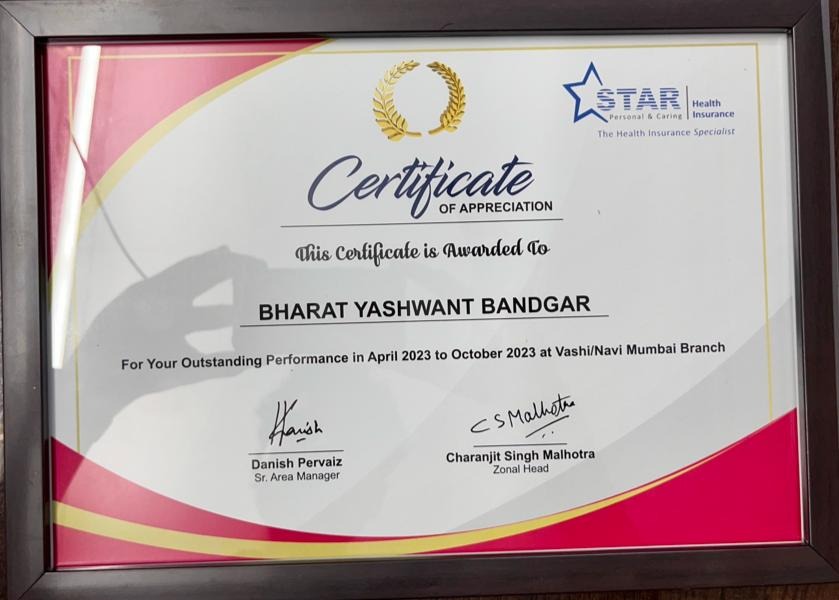 STAR Health
Personal & Caring Insurance
The Health Insurance Specialist
Certificate
OF APPRECIATION
This Certificate is Awarded To
BHARAT YASHWANT BANDGAR
For Your Outstanding Performance in April 2023 to October 2023 at Vashi/Navi Mumbai Branch
CSMalhotra
Danish Pervaiz
Sr. Area Manager
Charanjit Singh Malhotra
Zonal Head